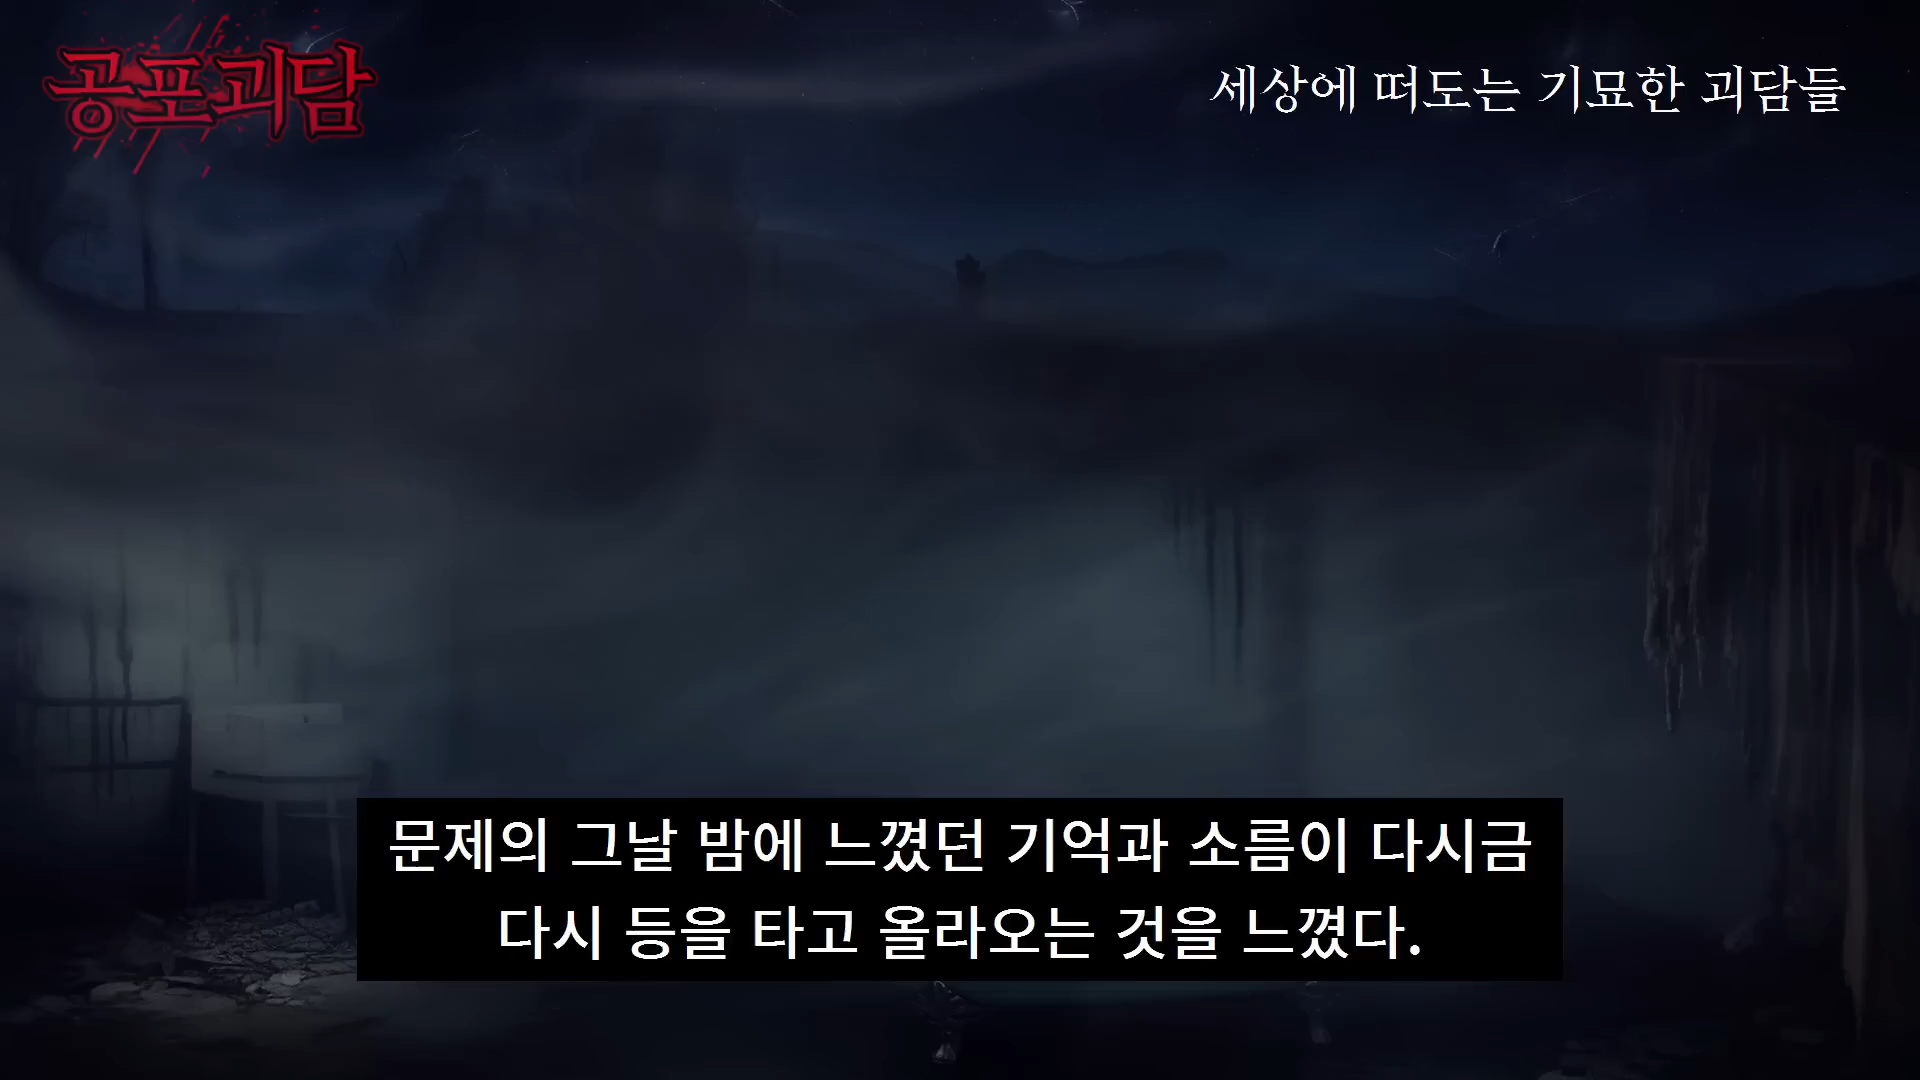 공포괴담
세상에 떠도는 기묘한 괴담들
문제의 그날 밤에 느꼈던 기억과 소름이 다시금
다시 등을 타고 올라오는 것을 느꼈다.